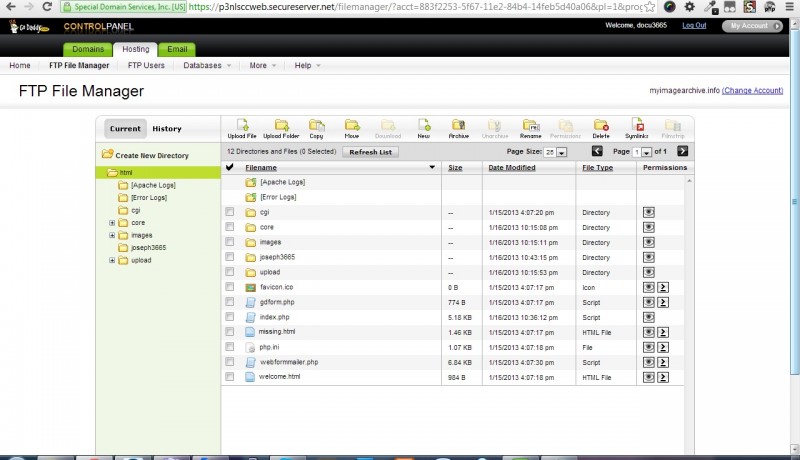 Special Domain Services, Inc. [US] https://p3nlsccweb.secureserver.net/filemanager/?acct=883f2253-5f67-11e2-84b4-14feb5d40a06&pl=1&prog
Go Daddy CONTROLPANEL Welcome, docu3665 Log Out My Account
Domains Hosting Email
Home FTP File Manager FTP Users Databases More Help
FTP File Manager
myimagearchive.info (Change Account)
Current History
Upload File Upload Folder Copy Move Download New Archive Unarchive Rename Permissions Delete Symlinks Filmstrip
Create New Directory
html
[Apache Logs]
[Error Logs]
cgi
core
images
joseph3665
upload
12 Directories and Files (0 Selected) Refresh List Page Size: 25 Page 1 of 1
Filename Size Date Modified File Type Permissions
[Apache Logs]
[Error Logs]
cgi -- 1/15/2013 4:07:20 pm Directory
core -- 1/16/2013 10:15:08 pm Directory
images -- 1/16/2013 10:15:11 pm Directory
joseph3665 -- 1/16/2013 10:43:15 pm Directory
upload -- 1/16/2013 10:15:53 pm Directory
favicon.ico 0 B 1/15/2013 4:07:17 pm Icon
gdform.php 774 B 1/15/2013 4:07:17 pm Script
index.php 5.18 KB 1/16/2013 10:36:12 pm Script
missing.html 1.46 KB 1/15/2013 4:07:17 pm HTML File
php.ini 1.07 KB 1/15/2013 4:07:18 pm File
webformmailer.php 6.84 KB 1/15/2013 4:07:30 pm Script
welcome.html 984 B 1/15/2013 4:07:18 pm HTML File